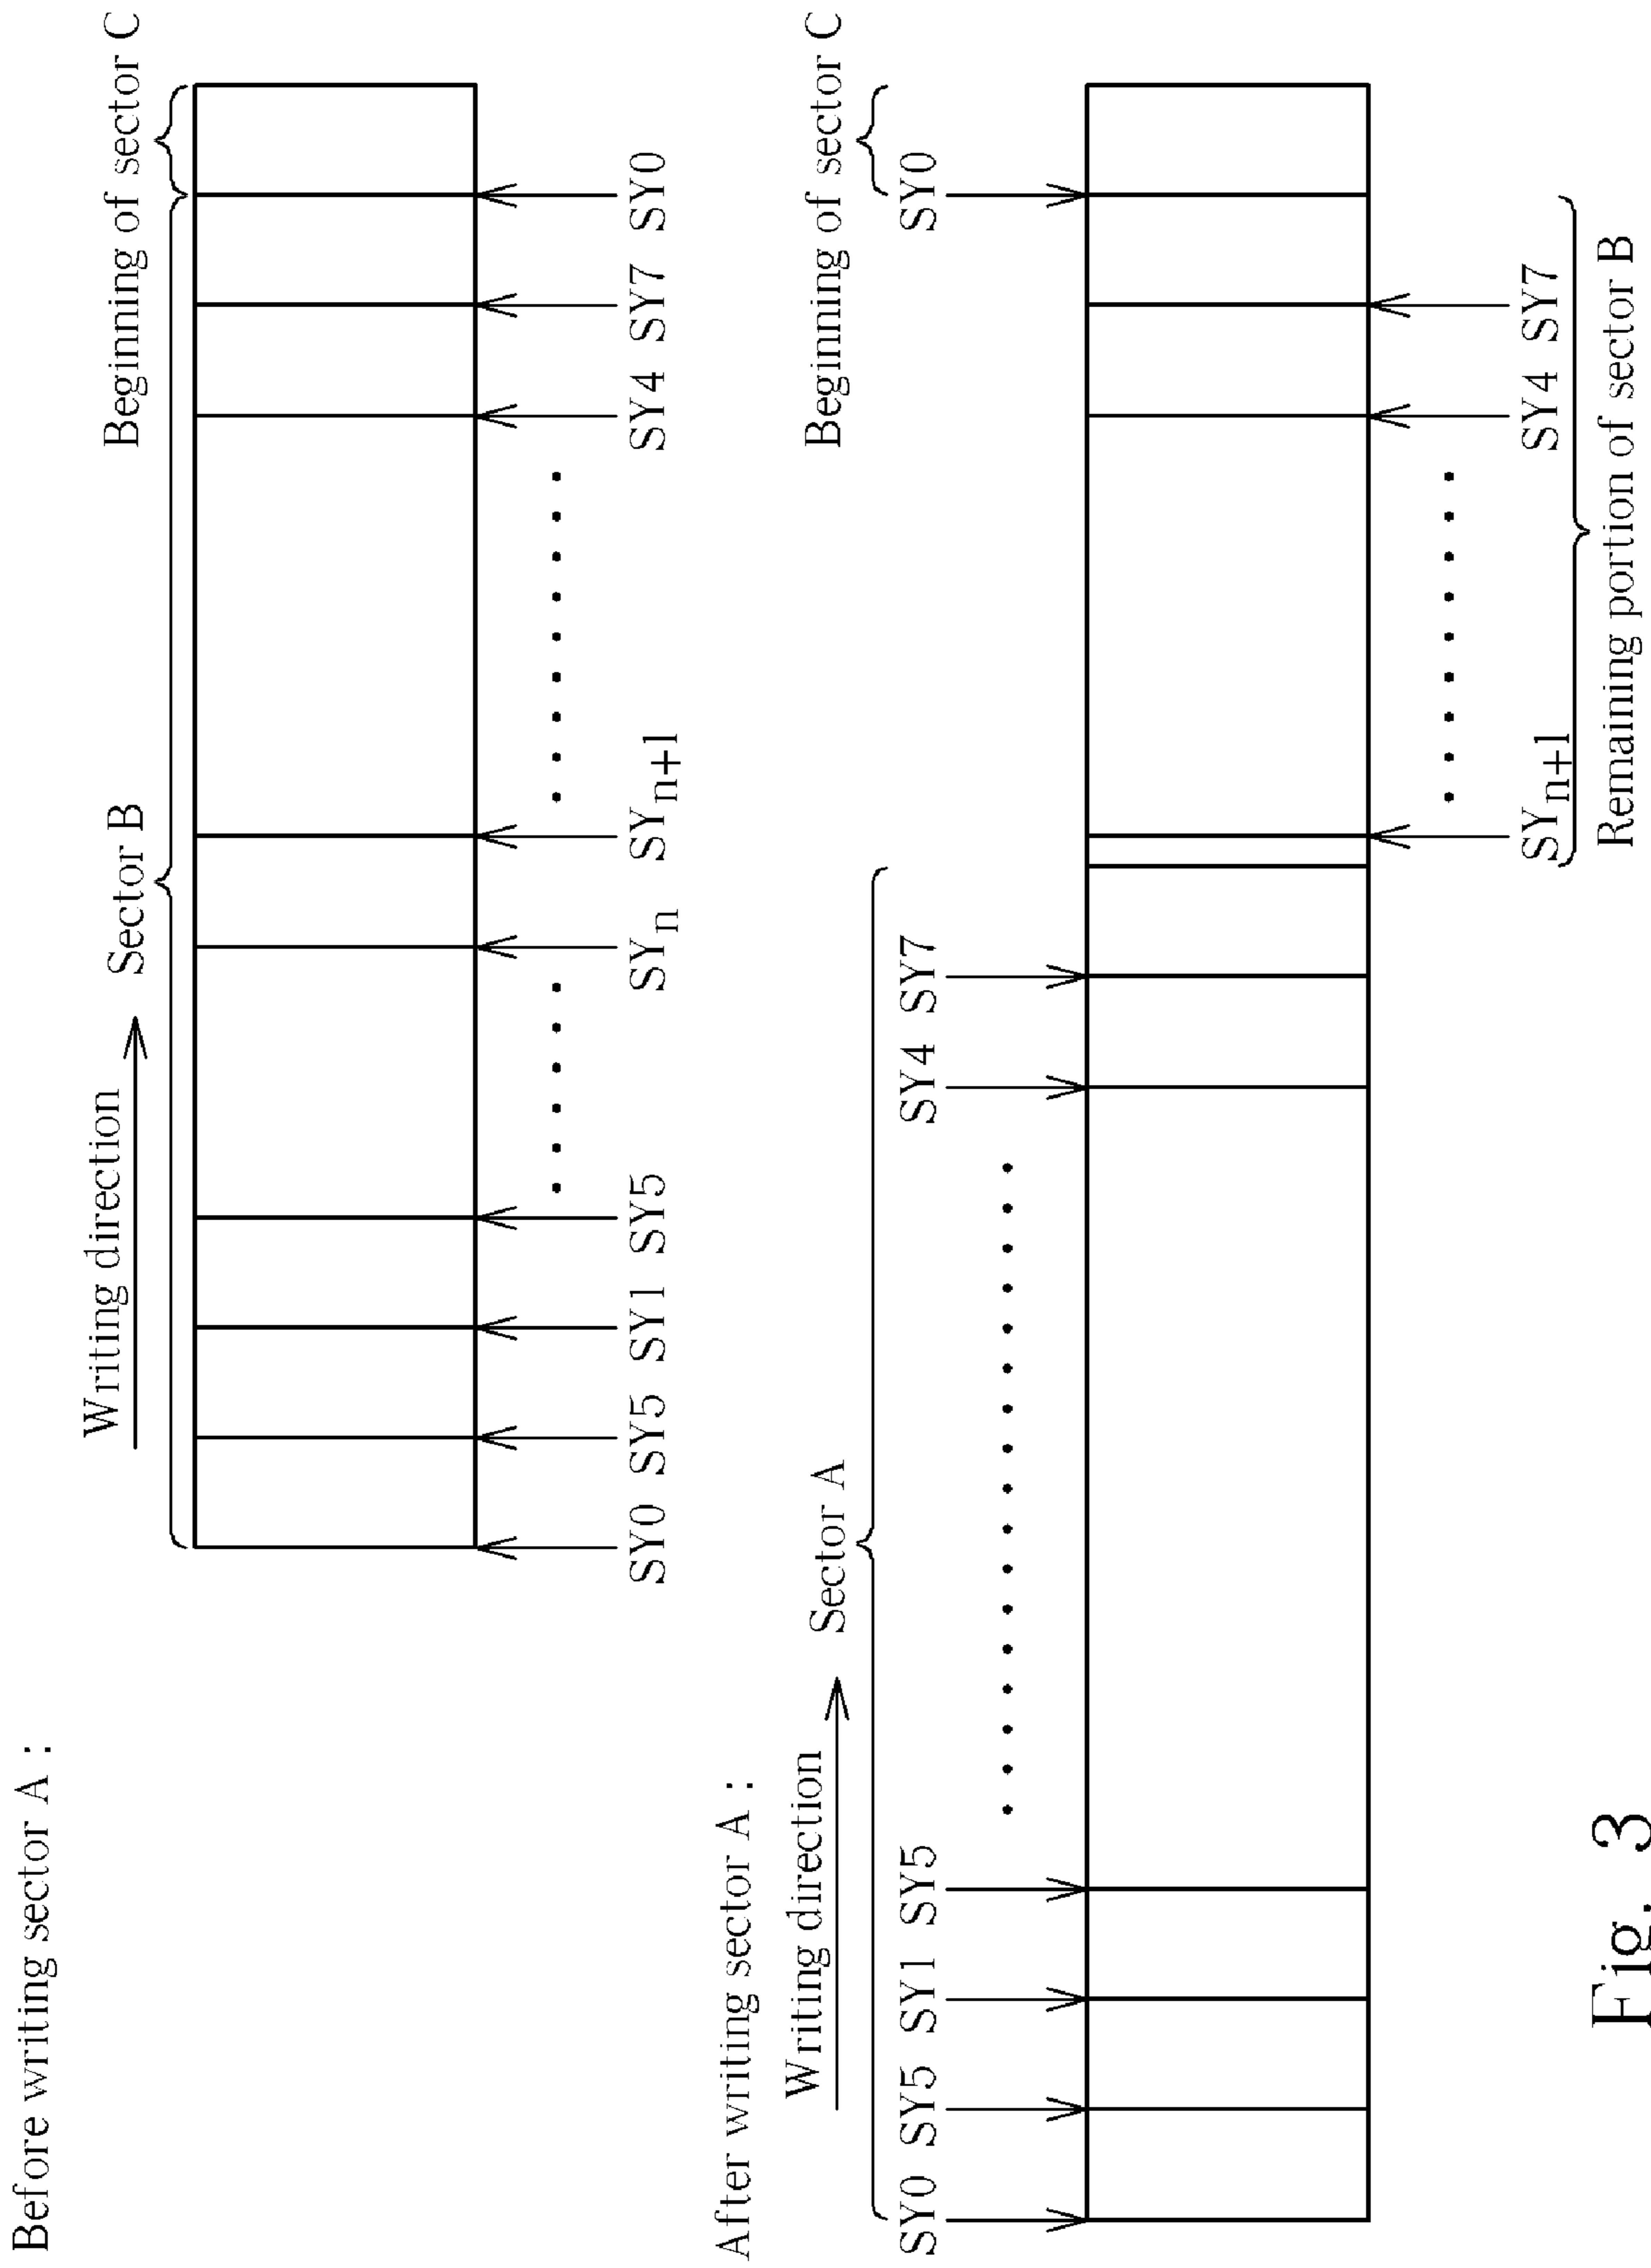 Before writing sector A :
Writing direction
Sector B
Beginning of sector C
SY0 SY5 SY1 SY5 SYn SYn+1 SY4 SY7 SY0
After writing sector A :
Writing direction
Sector A
Beginning of sector C
SY0 SY5 SY1 SY5 SY4 SY7 SY0
SYn+1 SY4 SY7
Remaining portion of sector B
Fig. 3